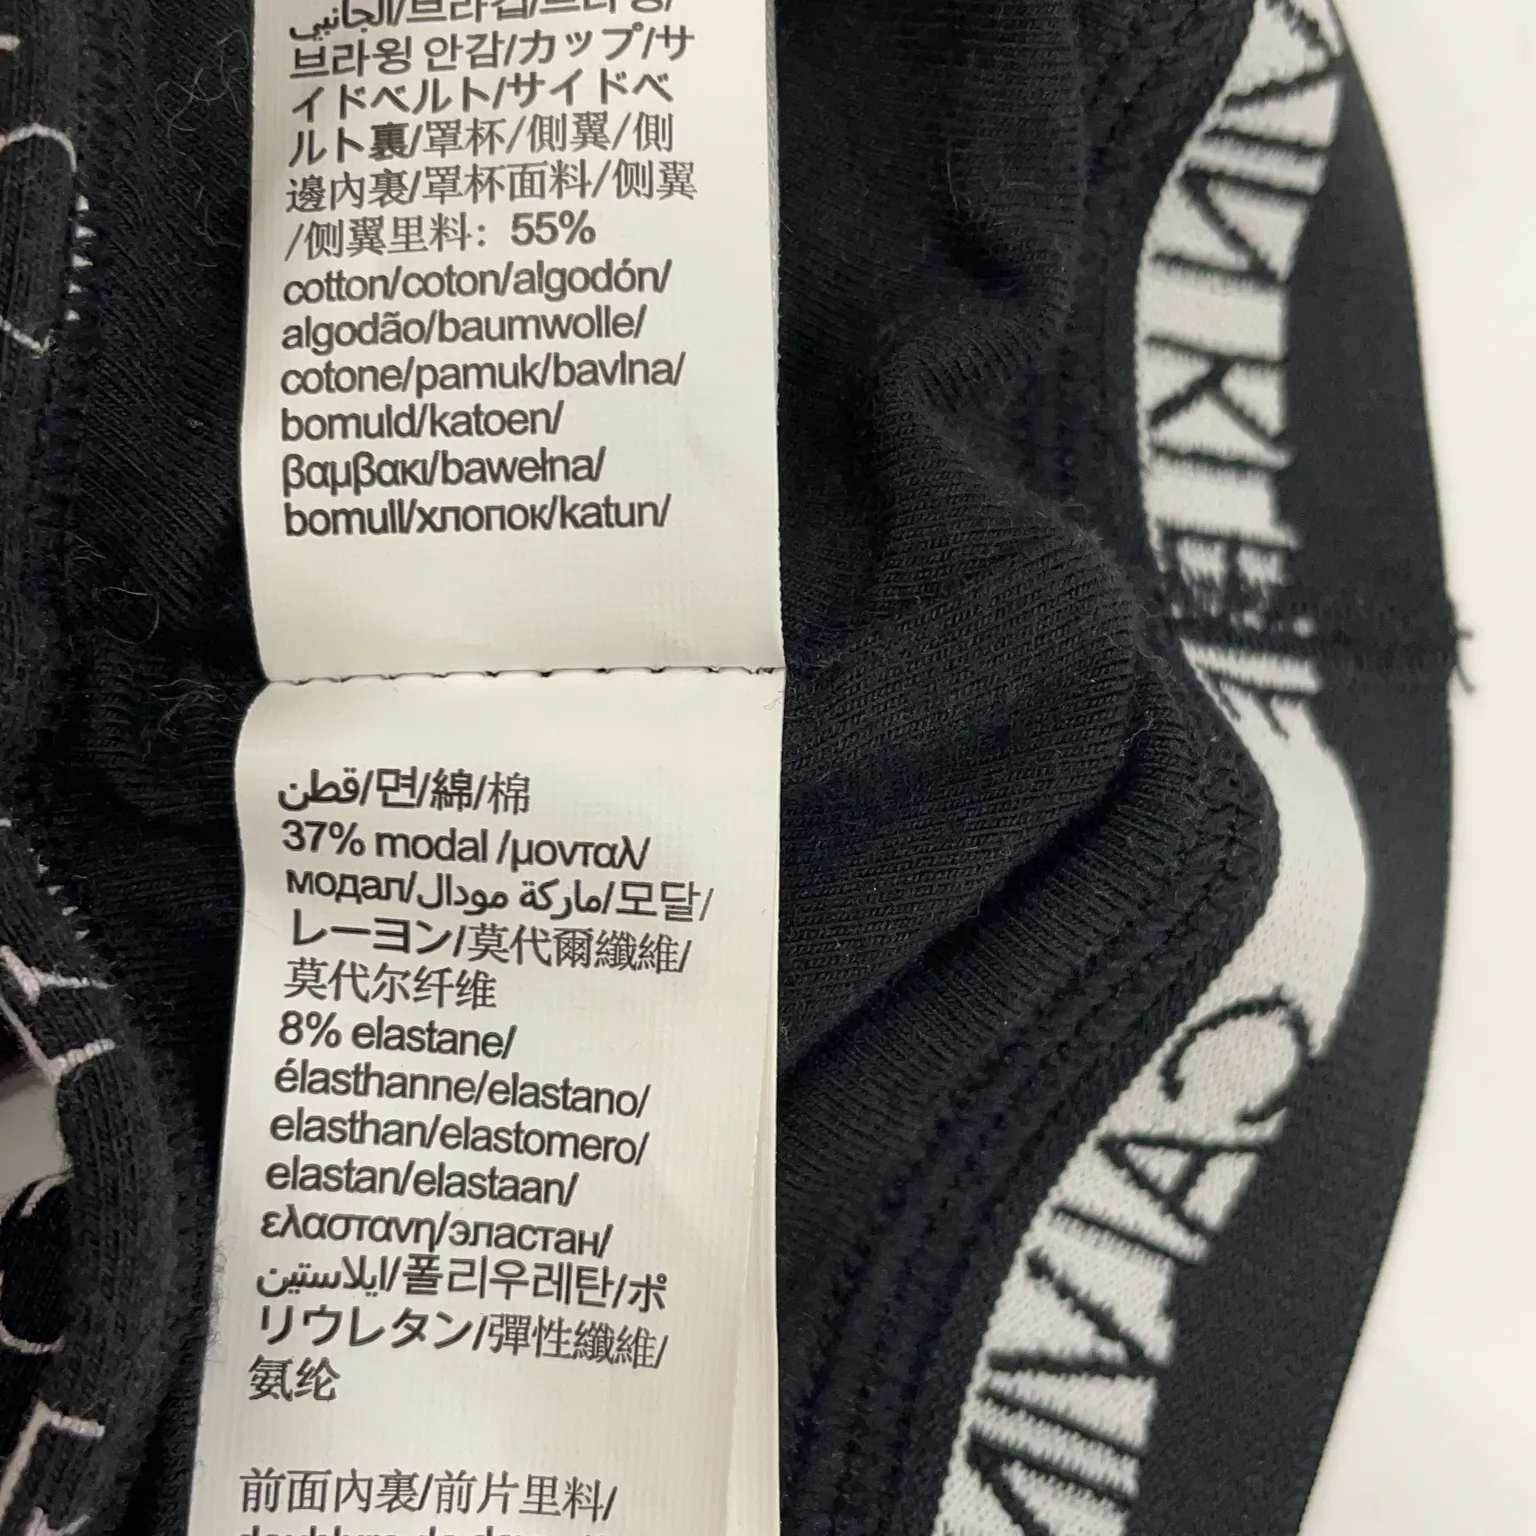 브라윙 안감/カップ/サ
イドベルト/サイドベ
ルト裏/罩杯/側翼/側
邊內裏/罩杯面料/侧翼
/侧翼里料: 55%
cotton/coton/algodón/
algodão/baumwolle/
cotone/pamuk/bavlna/
bomuld/katoen/
βαμβακι/bawełna/
bomull/хлопок/katun/
قطن/면/綿/棉
37% modal /μονταλ/
модал/ماركة مودال/모달/
レーヨン/莫代爾纖維/
莫代尔纤维
8% elastane/
élasthanne/elastano/
elasthan/elastomero/
elastan/elastaan/
ελαστανη/эластан/
ايلاستين/폴리우레탄/ポ
リウレタン/彈性纖維/
氨纶
前面內裏/前片里料/
CALVIN KLEIN